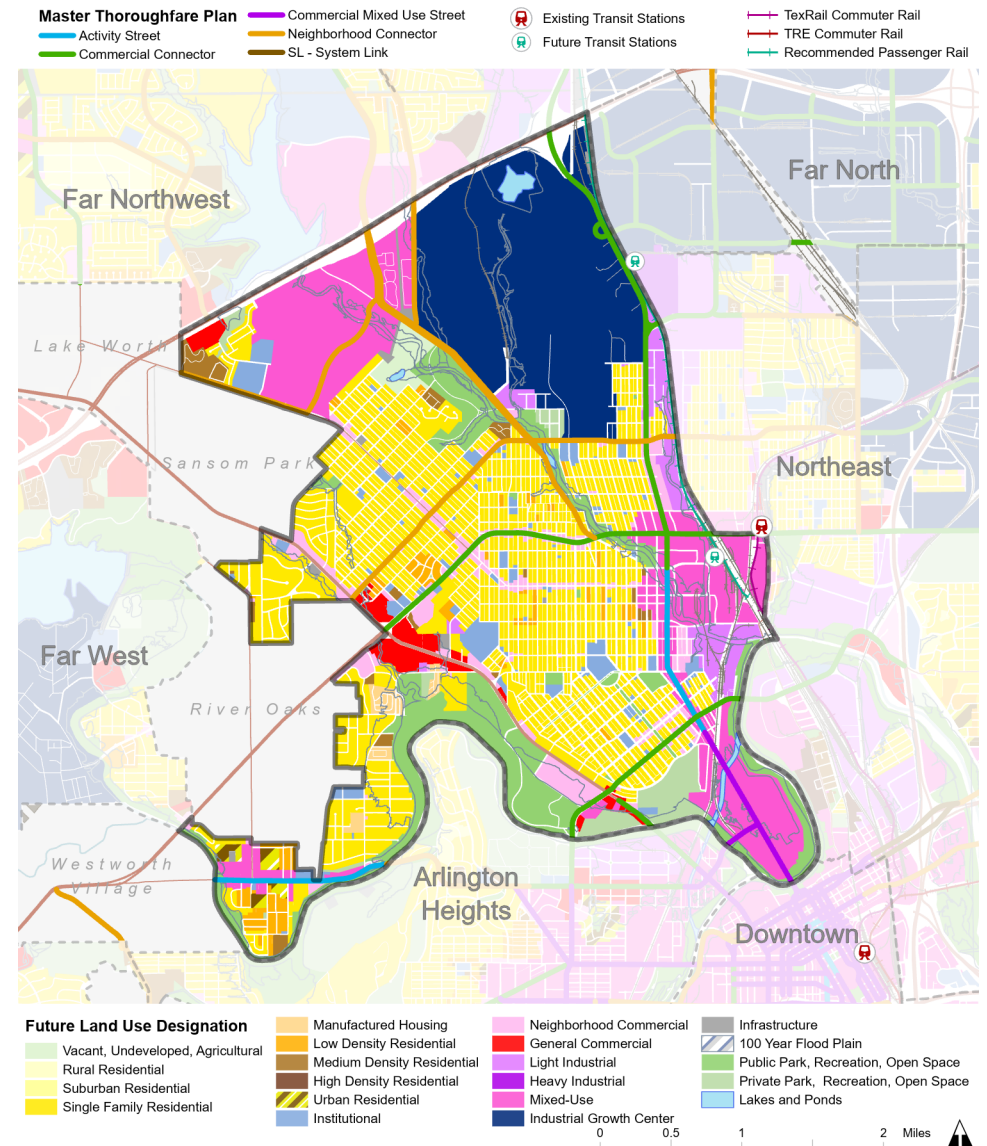 Master Thoroughfare Plan
Activity Street
Commercial Connector
Commercial Mixed Use Street
Neighborhood Connector
SL - System Link
Existing Transit Stations
Future Transit Stations
TexRail Commuter Rail
TRE Commuter Rail
Recommended Passenger Rail
Far North
Far Northwest
Lake Worth
Sansom Park
Northeast
Far West
River Oaks
Westworth
Village
Arlington
Heights
Downtown
Future Land Use Designation
Vacant, Undeveloped, Agricultural
Rural Residential
Suburban Residential
Single Family Residential
Manufactured Housing
Low Density Residential
Medium Density Residential
High Density Residential
Urban Residential
Institutional
Neighborhood Commercial
General Commercial
Light Industrial
Heavy Industrial
Mixed-Use
Industrial Growth Center
Infrastructure
100 Year Flood Plain
Public Park, Recreation, Open Space
Private Park, Recreation, Open Space
Lakes and Ponds
0 0.5 1 2 Miles